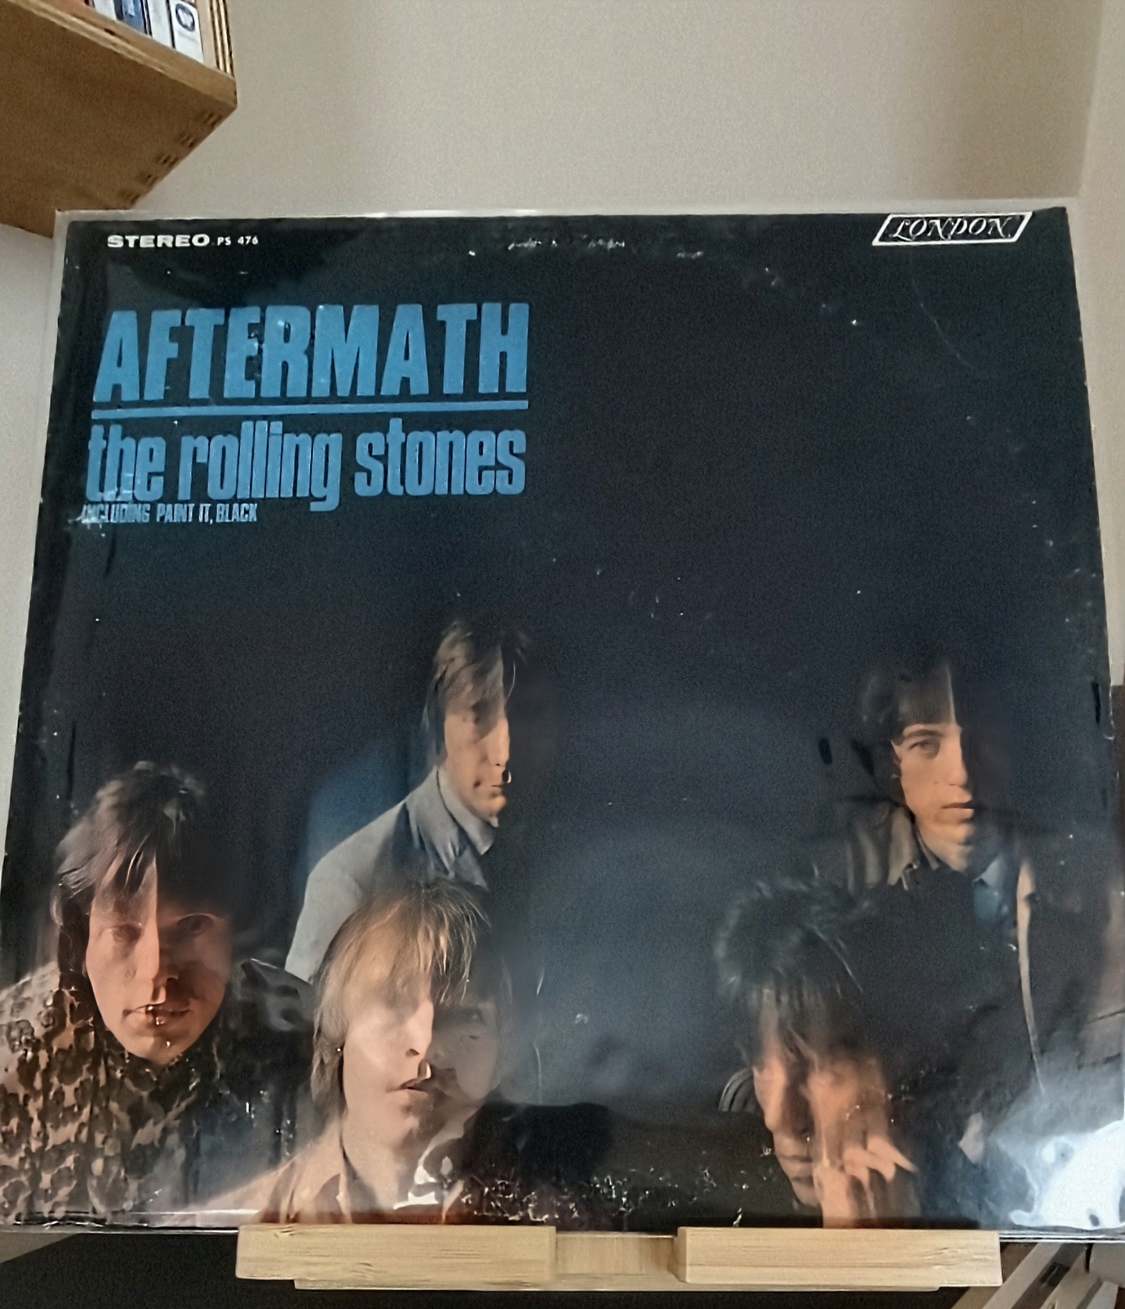 STEREO PS 476
LONDON
AFTERMATH
the rolling stones
INCLUDING PAINT IT, BLACK